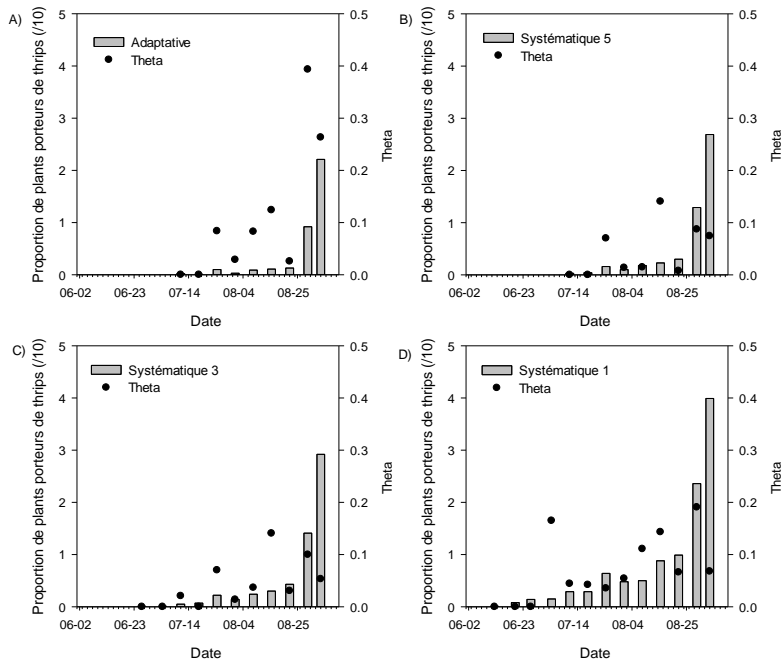 A)
Proportion de plants porteurs de thrips (/10)
5
4
3
2
1
0
Adaptative
Theta
0.5
0.4
0.3
0.2
0.1
0.0
Theta
06-02 06-23 07-14 08-04 08-25
Date
B)
Proportion de plants porteurs de thrips (/10)
5
4
3
2
1
0
Systématique 5
Theta
0.5
0.4
0.3
0.2
0.1
0.0
Theta
06-02 06-23 07-14 08-04 08-25
Date
C)
Proportion de plants porteurs de thrips (/10)
5
4
3
2
1
0
Systématique 3
Theta
0.5
0.4
0.3
0.2
0.1
0.0
Theta
06-02 06-23 07-14 08-04 08-25
Date
D)
Proportion de plants porteurs de thrips (/10)
5
4
3
2
1
0
Systématique 1
Theta
0.5
0.4
0.3
0.2
0.1
0.0
Theta
06-02 06-23 07-14 08-04 08-25
Date